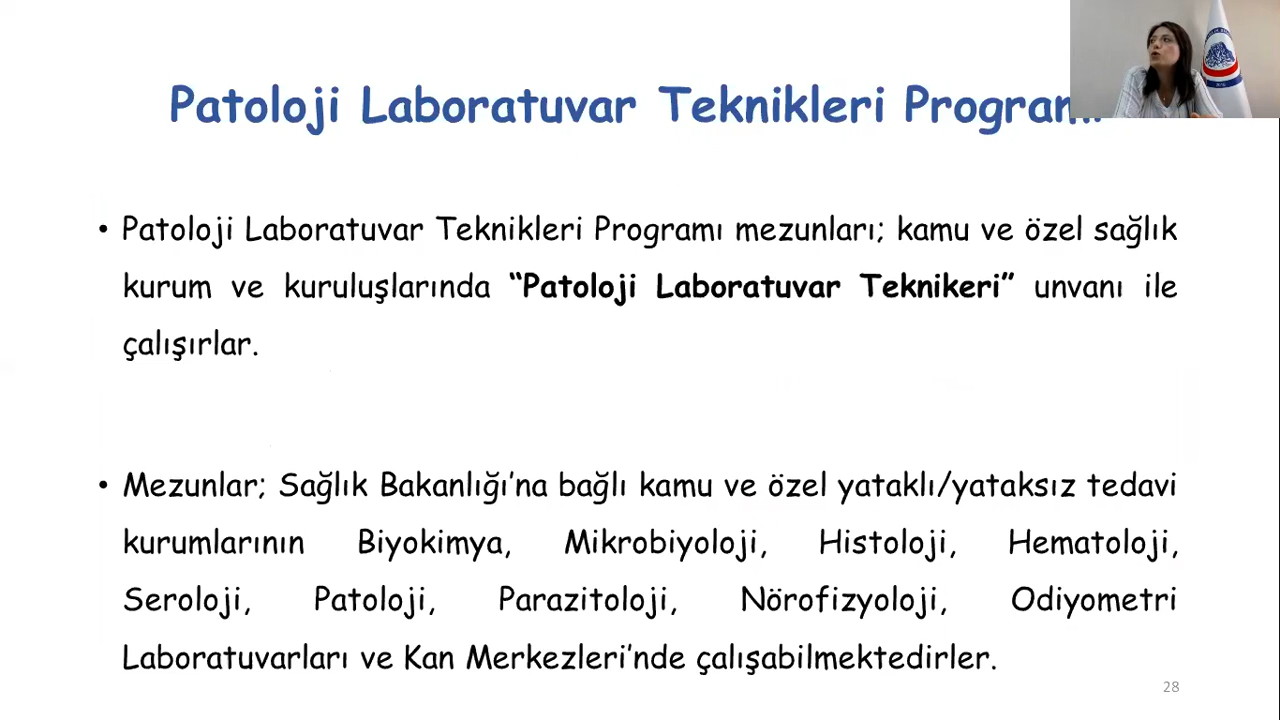 Patoloji Laboratuvar Teknikleri Programı
• Patoloji Laboratuvar Teknikleri Programı mezunları; kamu ve özel sağlık
kurum ve kuruluşlarında “Patoloji Laboratuvar Teknikeri” unvanı ile
çalışırlar.
• Mezunlar; Sağlık Bakanlığı’na bağlı kamu ve özel yataklı/yataksız tedavi
kurumlarının Biyokimya, Mikrobiyoloji, Histoloji, Hematoloji,
Seroloji, Patoloji, Parazitoloji, Nörofizyoloji, Odiyometri
Laboratuvarları ve Kan Merkezleri’nde çalışabilmektedirler.
28